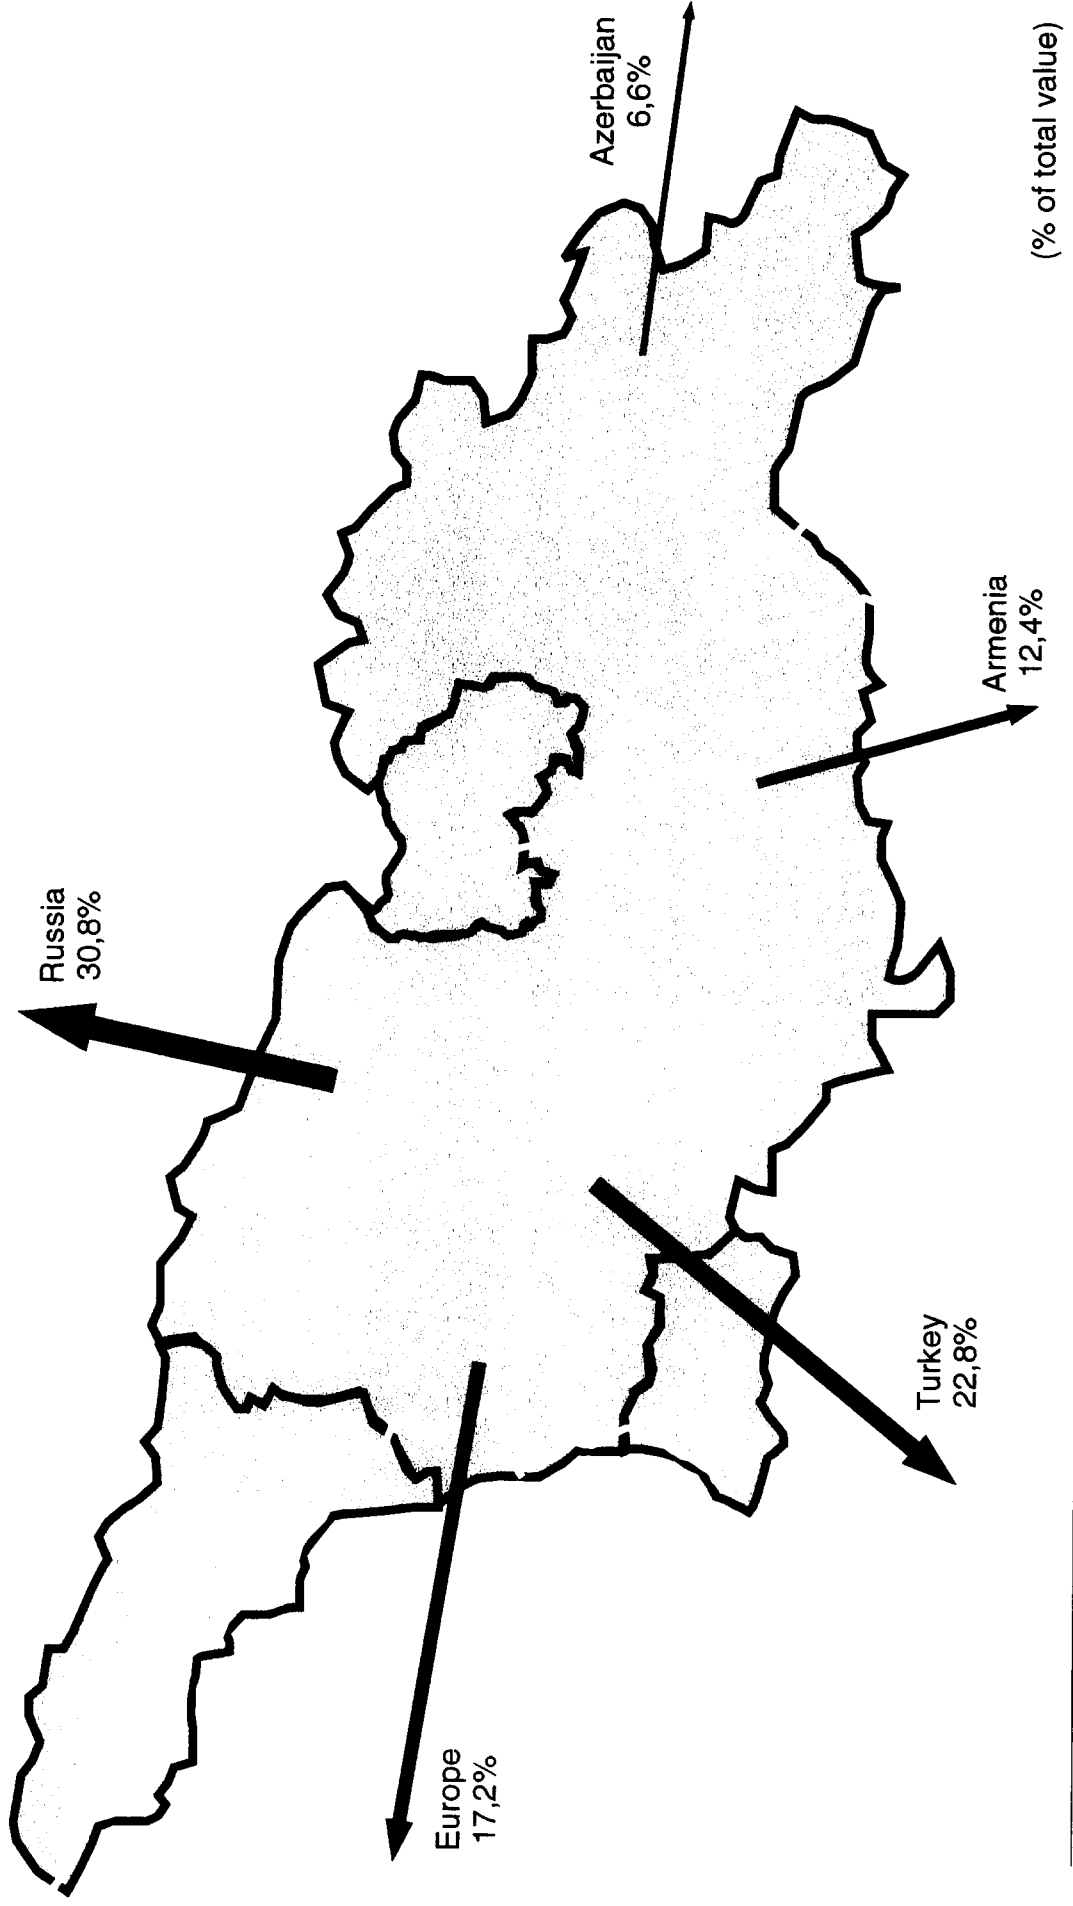 Russia
30,8%
Azerbaijan
6,6%
Europe
17,2%
Armenia
12,4%
Turkey
22,8%
(% of total value)